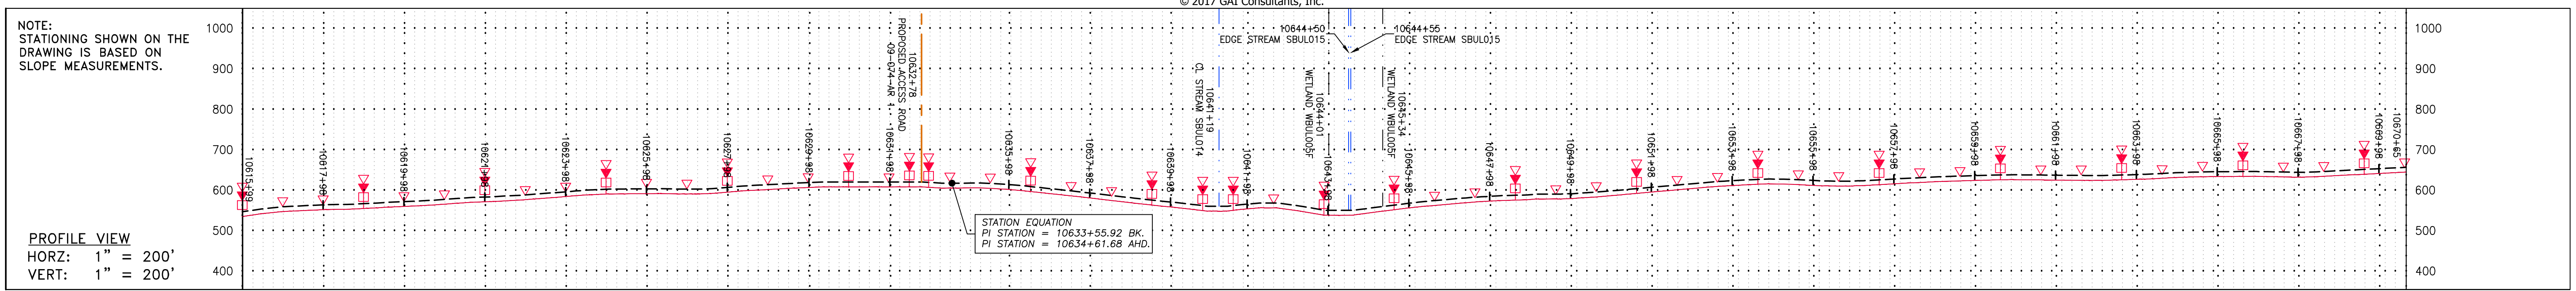 © 2017 GAI Consultants, Inc.
NOTE:
STATIONING SHOWN ON THE
DRAWING IS BASED ON
SLOPE MEASUREMENTS.
PROFILE VIEW
HORZ: 1" = 200'
VERT: 1" = 200'
1000
900
800
700
600
500
400
10615+99
10617+98
10619+98
10621+98
10623+98
10625+98
10627+98
10629+98
10631+98
PROPOSED ACCESS ROAD
09-074-AR-1
10632+78
STATION EQUATION
PI STATION = 10633+55.92 BK.
PI STATION = 10634+61.68 AHD.
10635+98
10637+98
10639+98
CL STREAM SBUL014
10641+19
10641+98
10644+50
EDGE STREAM SBUL015
WETLAND WBUL005F
10644+01
10643+98
10644+55
EDGE STREAM SBUL015
WETLAND WBUL005F
10645+34
10645+98
10647+98
10649+98
10651+98
10653+98
10655+98
10657+98
10659+98
10661+98
10663+98
10665+98
10667+98
10669+98
10670+65
1000
900
800
700
600
500
400